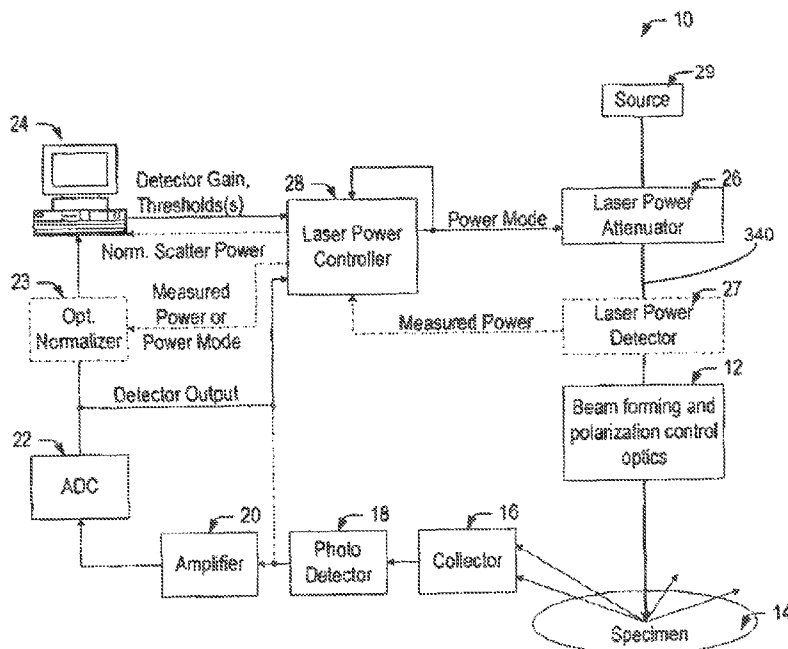 10
29
Source
24
Detector Gain,
Thresholds(s)
28
Laser Power
Controller
Power Mode
26
Laser Power
Attenuator
Norm. Scatter Power
340
23
Opt.
Normalizer
Measured
Power or
Power Mode
Measured Power
27
Laser Power
Detector
12
Beam forming and
polarization control
optics
Detector Output
22
ADC
20
Amplifier
18
Photo
Detector
16
Collector
14
Specimen